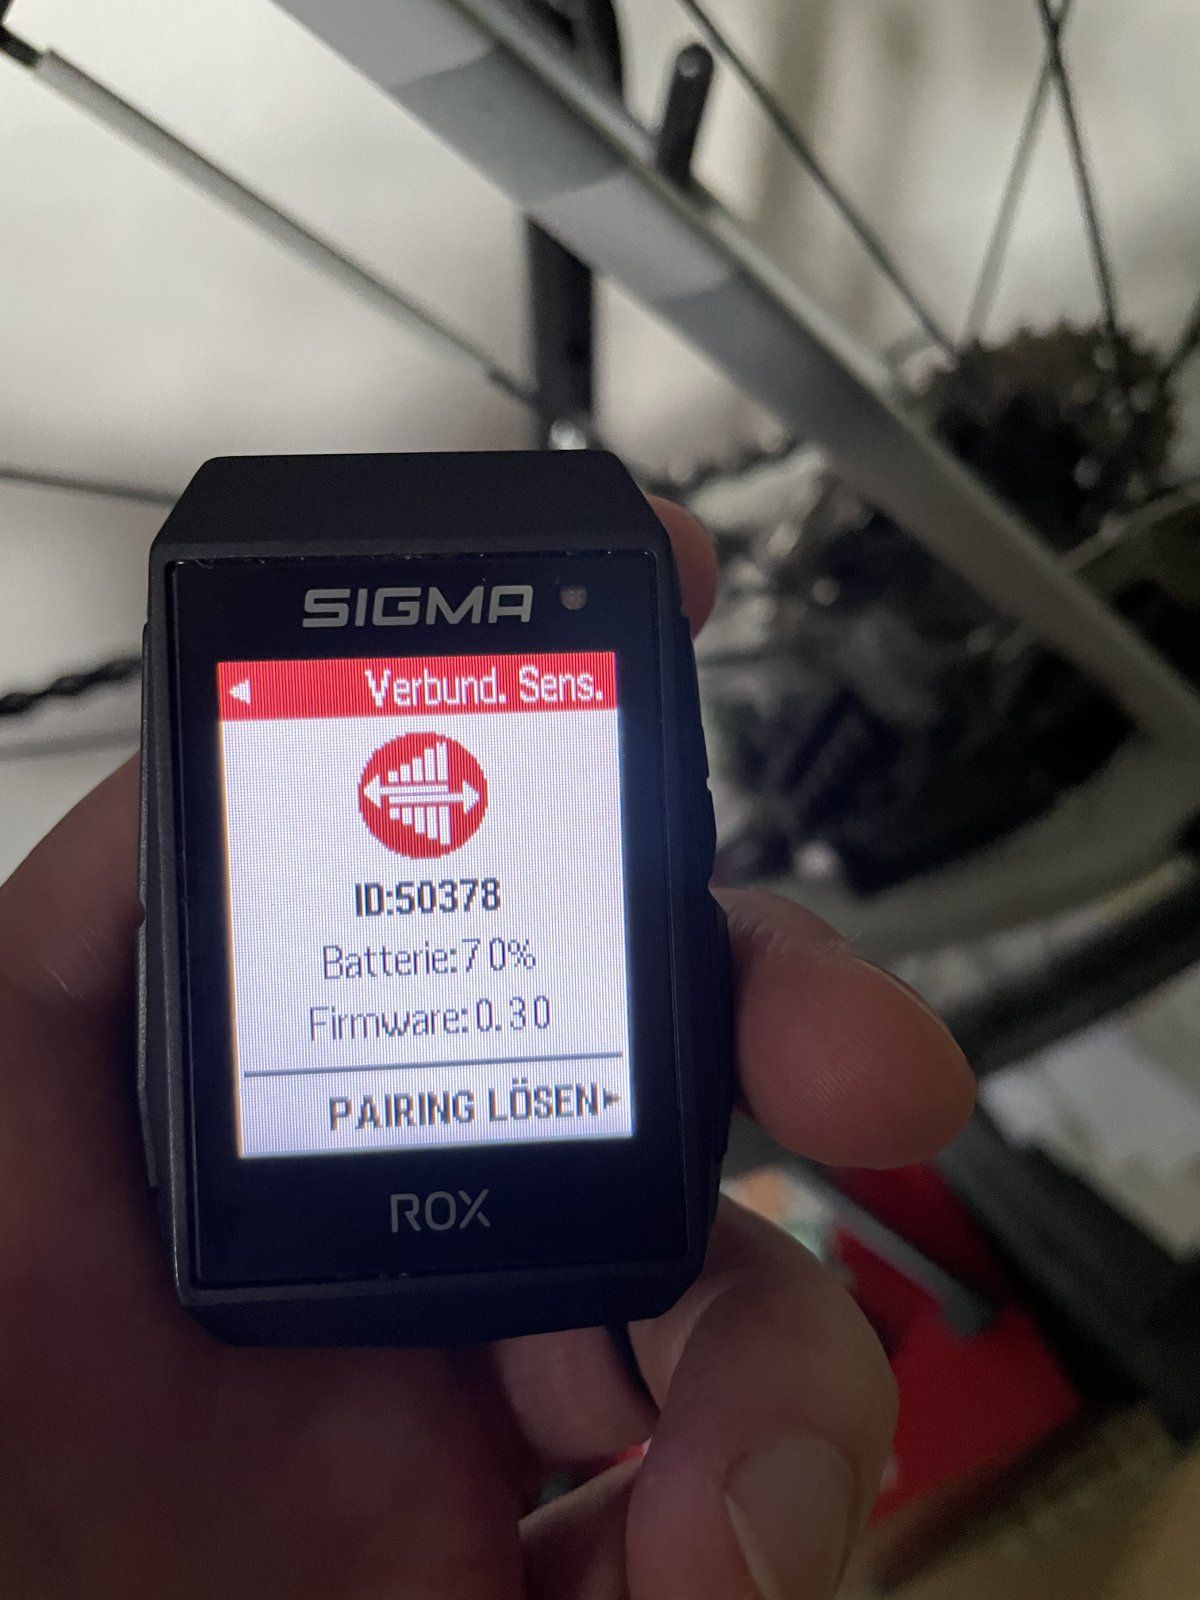 SIGMA
Verbund. Sens.
ID:50378
Batterie:70%
Firmware:0.30
PAIRING LÖSEN
ROX